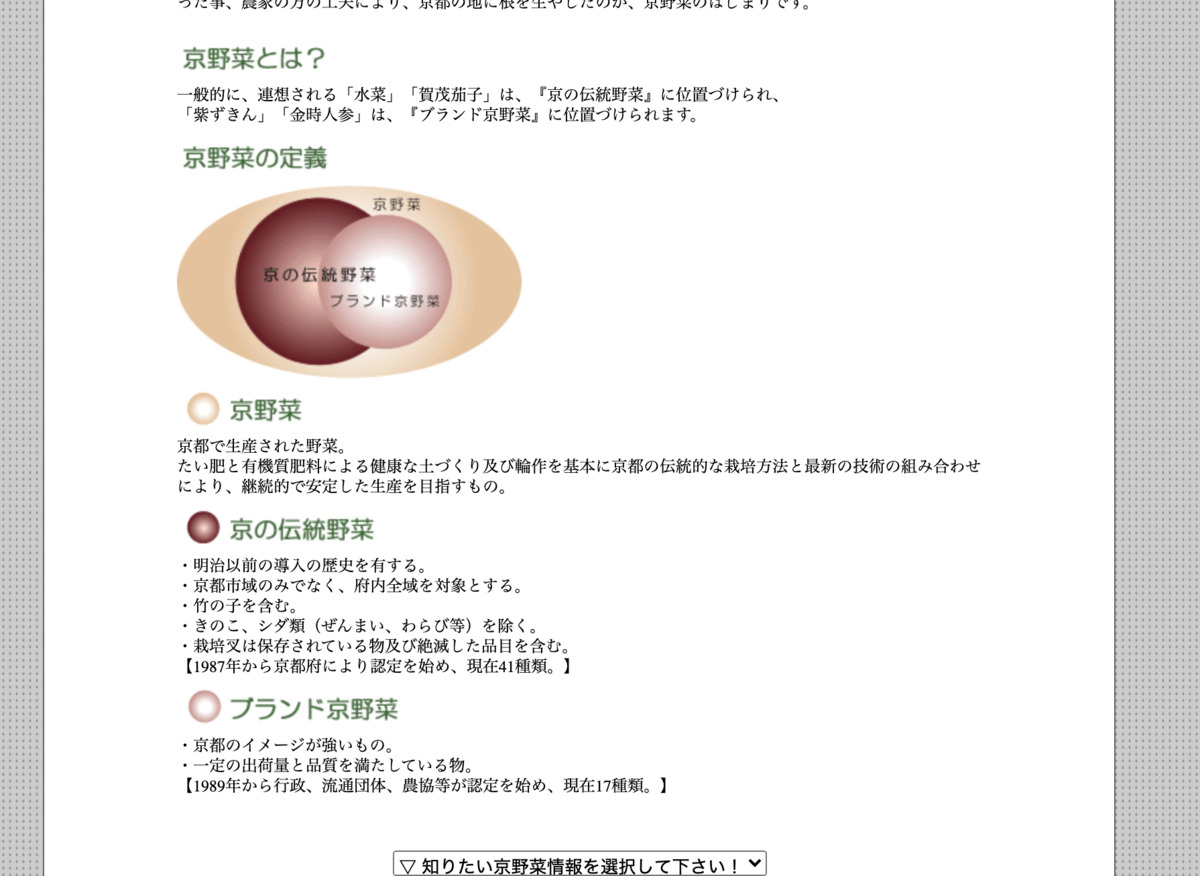 った事、農家の方の工夫により、京都の地に根を生やしたのが、京野菜のはじまりです。
京野菜とは？
一般的に、連想される「水菜」「賀茂茄子」は、『京の伝統野菜』に位置づけられ、
「紫ずきん」「金時人参」は、『ブランド京野菜』に位置づけられます。
京野菜の定義
京野菜
京の伝統野菜
ブランド京野菜
京野菜
京都で生産された野菜。
たい肥と有機質肥料による健康な土づくり及び輪作を基本に京都の伝統的な栽培方法と最新の技術の組み合わせ
により、継続的で安定した生産を目指すもの。
京の伝統野菜
・明治以前の導入の歴史を有する。
・京都市域のみでなく、府内全域を対象とする。
・竹の子を含む。
・きのこ、シダ類（ぜんまい、わらび等）を除く。
・栽培叉は保存されている物及び絶滅した品目を含む。
【1987年から京都府により認定を始め、現在41種類。】
ブランド京野菜
・京都のイメージが強いもの。
・一定の出荷量と品質を満たしている物。
【1989年から行政、流通団体、農協等が認定を始め、現在17種類。】
▽ 知りたい京野菜情報を選択して下さい！